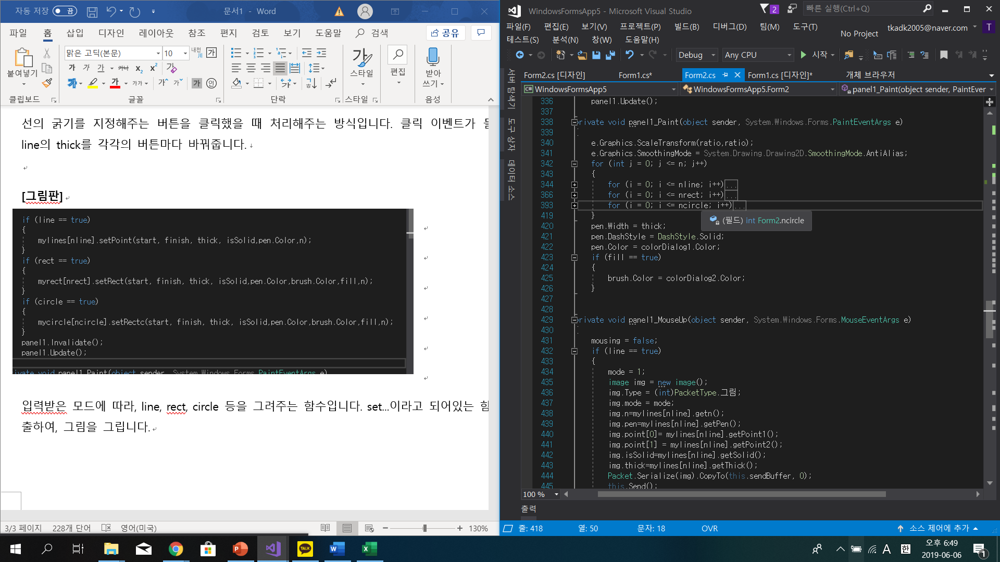 자동 저장 끔 문서1 - Word
파일 홈 삽입 디자인 레이아웃 참조 편지 검토 보기 도움말 검색 공유
맑은 고딕(본문) 10
붙여넣기
스타일 편집 받아쓰기
클립보드 글꼴 단락 스타일 음성
선의 굵기를 지정해주는 버튼을 클릭했을 때 처리해주는 방식입니다. 클릭 이벤트가
line의 thick를 각각의 버튼마다 바꿔줍니다.
[그림판]
if (line == true)
{
mylines[nline].setPoint(start, finish, thick, isSolid,pen.Color,n);
}
if (rect == true)
{
myrect[nrect].setRect(start, finish, thick, isSolid,pen.Color,brush.Color,fill,n);
}
if (circle == true)
{
mycircle[ncircle].setRectc(start, finish, thick, isSolid,pen.Color,brush.Color,fill,n);
}
panel1.Invalidate();
panel1.Update();
ivate void panel1_Paint(object sender, System.Windows.Forms.PaintEventArgs e)
입력받은 모드에 따라, line, rect, circle 등을 그려주는 함수입니다. set...이라고 되어있는 함
출하여, 그림을 그립니다.
3/3 페이지 228개 단어 영어(미국) 130%
WindowsFormsApp5 - Microsoft Visual Studio 2 빠른 실행(Ctrl+Q)
파일(F) 편집(E) 보기(V) 프로젝트(P) 빌드(B) 디버그(D) 팀(M) 도구(T)
테스트(S) 분석(N) 창(W) 도움말(H) No Project tkadk2005@naver.com T
Debug Any CPU 시작
서버 탐색기
도구 상자
데이터 소스
Form2.cs [디자인] Form1.cs* Form2.cs Form1.cs [디자인]* 개체 브라우저
WindowsFormsApp5 WindowsFormsApp5.Form2 panel1_Paint(object sender, PaintEver
336 panel1.Update();
337
338 private void panel1_Paint(object sender, System.Windows.Forms.PaintEventArgs e)
339
340 e.Graphics.ScaleTransform(ratio,ratio);
341 e.Graphics.SmoothingMode = System.Drawing.Drawing2D.SmoothingMode.AntiAlias;
342 for (int j = 0; j <= n; j++)
343 {
344 for (i = 0; i <= nline; i++)...
366 for (i = 0; i <= nrect; i++)...
393 for (i = 0; i <= ncircle; i++)...
419 }
(필드) int Form2.ncircle
420 pen.Width = thick;
421 pen.DashStyle = DashStyle.Solid;
422 pen.Color = colorDialog1.Color;
423 if (fill == true)
424 {
425 brush.Color = colorDialog2.Color;
426 }
427
428
429 private void panel1_MouseUp(object sender, System.Windows.Forms.MouseEventArgs e)
430
431 mousing = false;
432 if (line == true)
433 {
434 mode = 1;
435 image img = new image();
436 img.Type = (int)PacketType.그림;
437 img.mode = mode;
438 img.n=mylines[nline].getn();
439 img.pen=mylines[nline].getPen();
440 img.point[0]= mylines[nline].getPoint1();
441 img.point[1] = mylines[nline].getPoint2();
442 img.isSolid=mylines[nline].getSolid();
443 img.thick=mylines[nline].getThick();
444 Packet.Serialize(img).CopyTo(this.sendBuffer, 0);
445 this.Send();
100 %
출력
줄: 418 열: 50 문자: 18 OVR 소스 제어에 추가
A 한 오후 6:49
2019-06-06 1